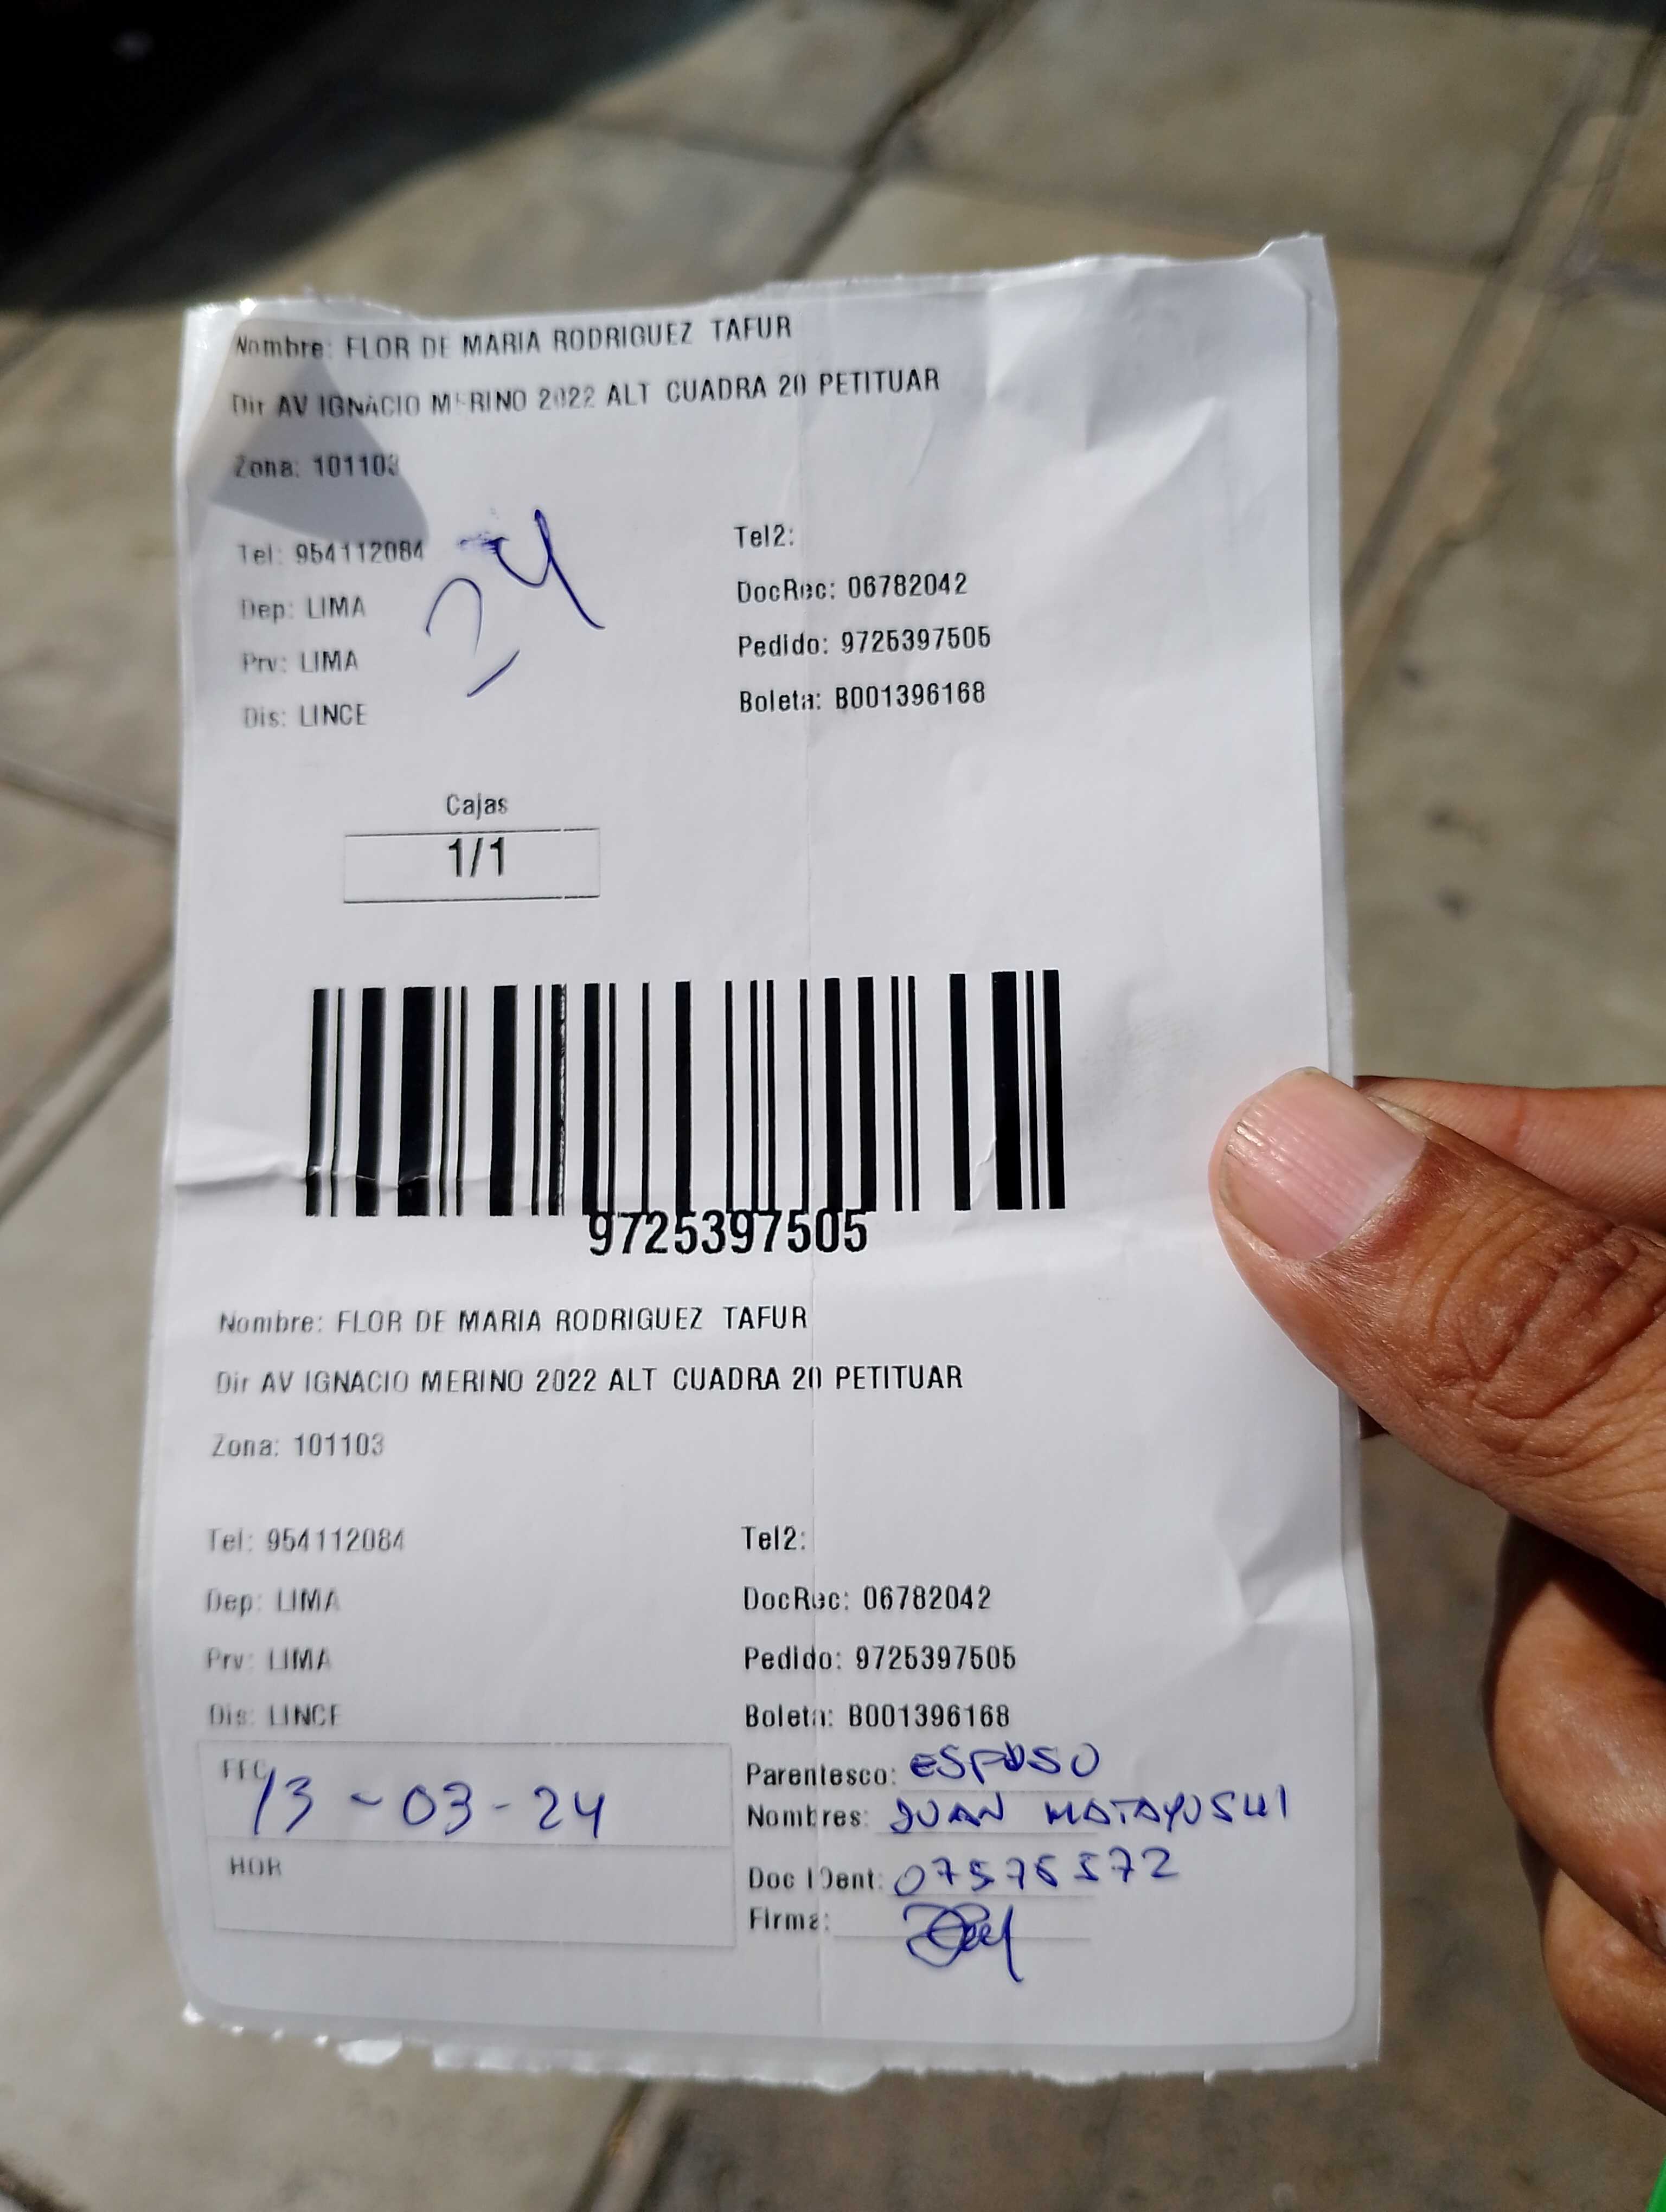 Nombre: FLOR DE MARIA RODRIGUEZ TAFUR
Dir AV IGNACIO MERINO 2022 ALT CUADRA 20 PETITUAR
Zona: 101103
24
Tel: 954112084 Tel2:
Dep: LIMA DocRec: 06782042
Prv: LIMA Pedido: 9725397505
Dis: LINCE Boleta: B001396168
Cajas
1/1
9725397505
Nombre: FLOR DE MARIA RODRIGUEZ TAFUR
Dir AV IGNACIO MERINO 2022 ALT CUADRA 20 PETITUAR
Zona: 101103
Tel: 954112084 Tel2:
Dep: LIMA DocRec: 06782042
Prv: LIMA Pedido: 9725397505
Dis: LINCE Boleta: B001396168
FEC 13-03-24
HOR
Parentesco: ESPOSO
Nombres: JUAN MATAYOSHI
Doc IDent: 07576572
Firma: